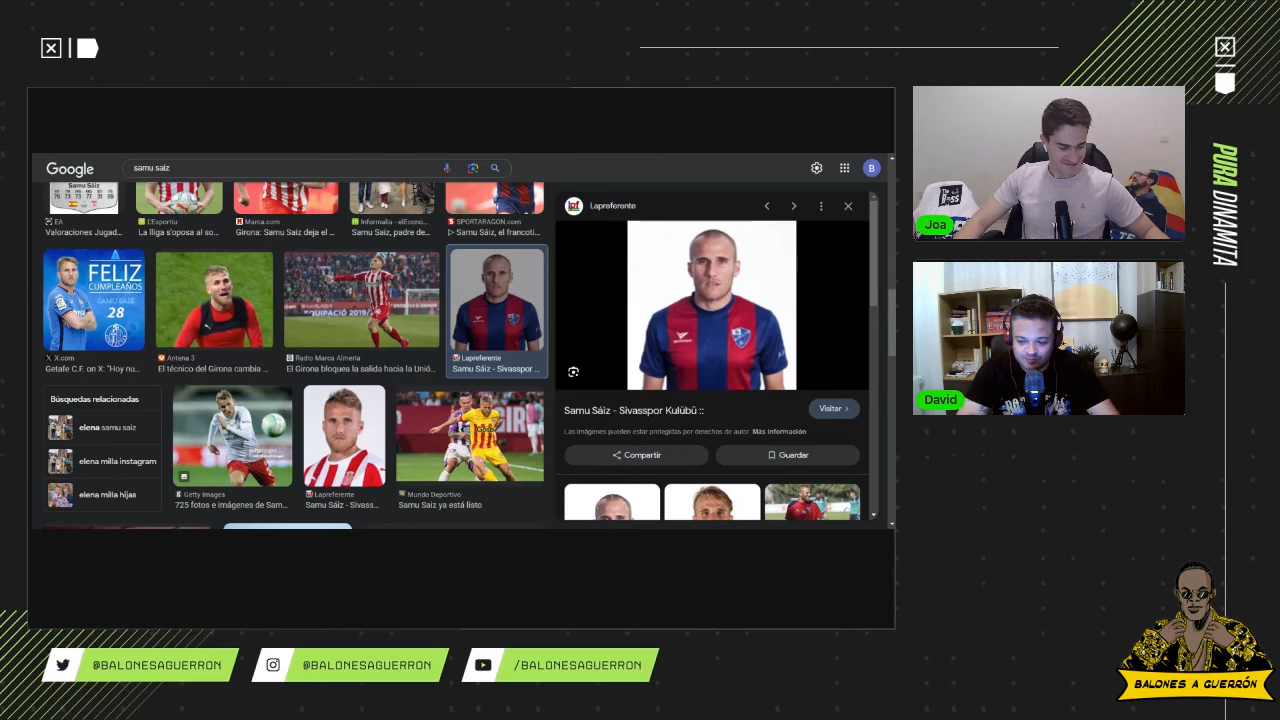 Google
samu saiz
B
Samu Sáiz
EA
Valoraciones Jugad...
L'Esportiu
La lliga s'oposa al so...
Marca.com
Girona: Samu Saiz deja el ...
Informalia - elEcono...
Samu Saiz, padre de...
SPORTARAGON.com
▷ Samu Sáiz, el francoti...
FELIZ
CUMPLEAÑOS
SAMU SAIZ
28
X.com
Getafe C.F. on X: "Hoy nu...
Antena 3
El técnico del Girona cambia ...
EQUIPACIÓ 2019/
Radio Marca Almeria
El Girona bloquea la salida hacia la Unió...
Lapreferente
Samu Sáiz - Sivasspor ...
Búsquedas relacionadas
elena samu saiz
elena milla instagram
elena milla hijas
Getty Images
725 fotos e imágenes de Sam...
Lapreferente
Samu Sáiz - Sivass...
Mundo Deportivo
Samu Saiz ya está listo
lpf
Lapreferente
Samu Sáiz - Sivasspor Kulübü ::
Visitar
Las imágenes pueden estar protegidas por derechos de autor. Más información
Compartir
Guardar
Joa
David
PURA DINAMITA
@BALONESAGUERRON
@BALONESAGUERRON
/BALONESAGUERRON
BALONES A GUERRÓN